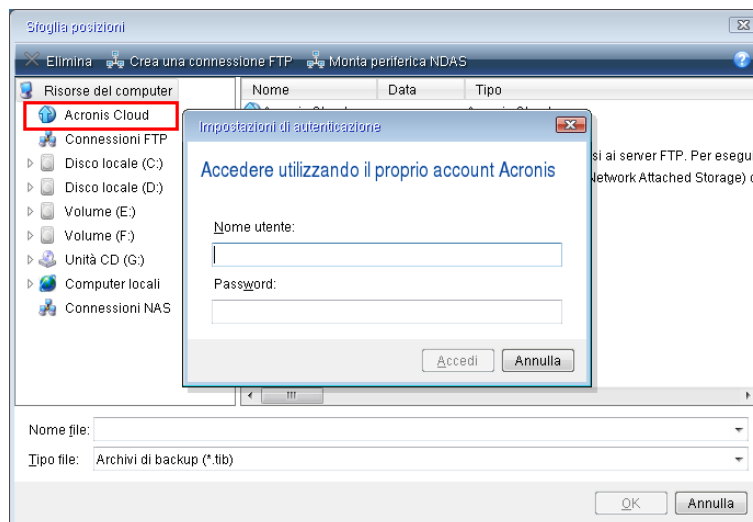 Sfoglia posizioni
Elimina Crea una connessione FTP Monta periferica NDAS
Risorse del computer
Nome Data Tipo
Acronis Cloud
Connessioni FTP
Disco locale (C:)
Disco locale (D:)
Volume (E:)
Volume (F:)
Unità CD (G:)
Computer locali
Connessioni NAS
si ai server FTP. Per esegui
Network Attached Storage)
Impostazioni di autenticazione
Accedere utilizzando il proprio account Acronis
Nome utente:
Password:
Accedi Annulla
Nome file:
Tipo file: Archivi di backup (*.tib)
OK Annulla